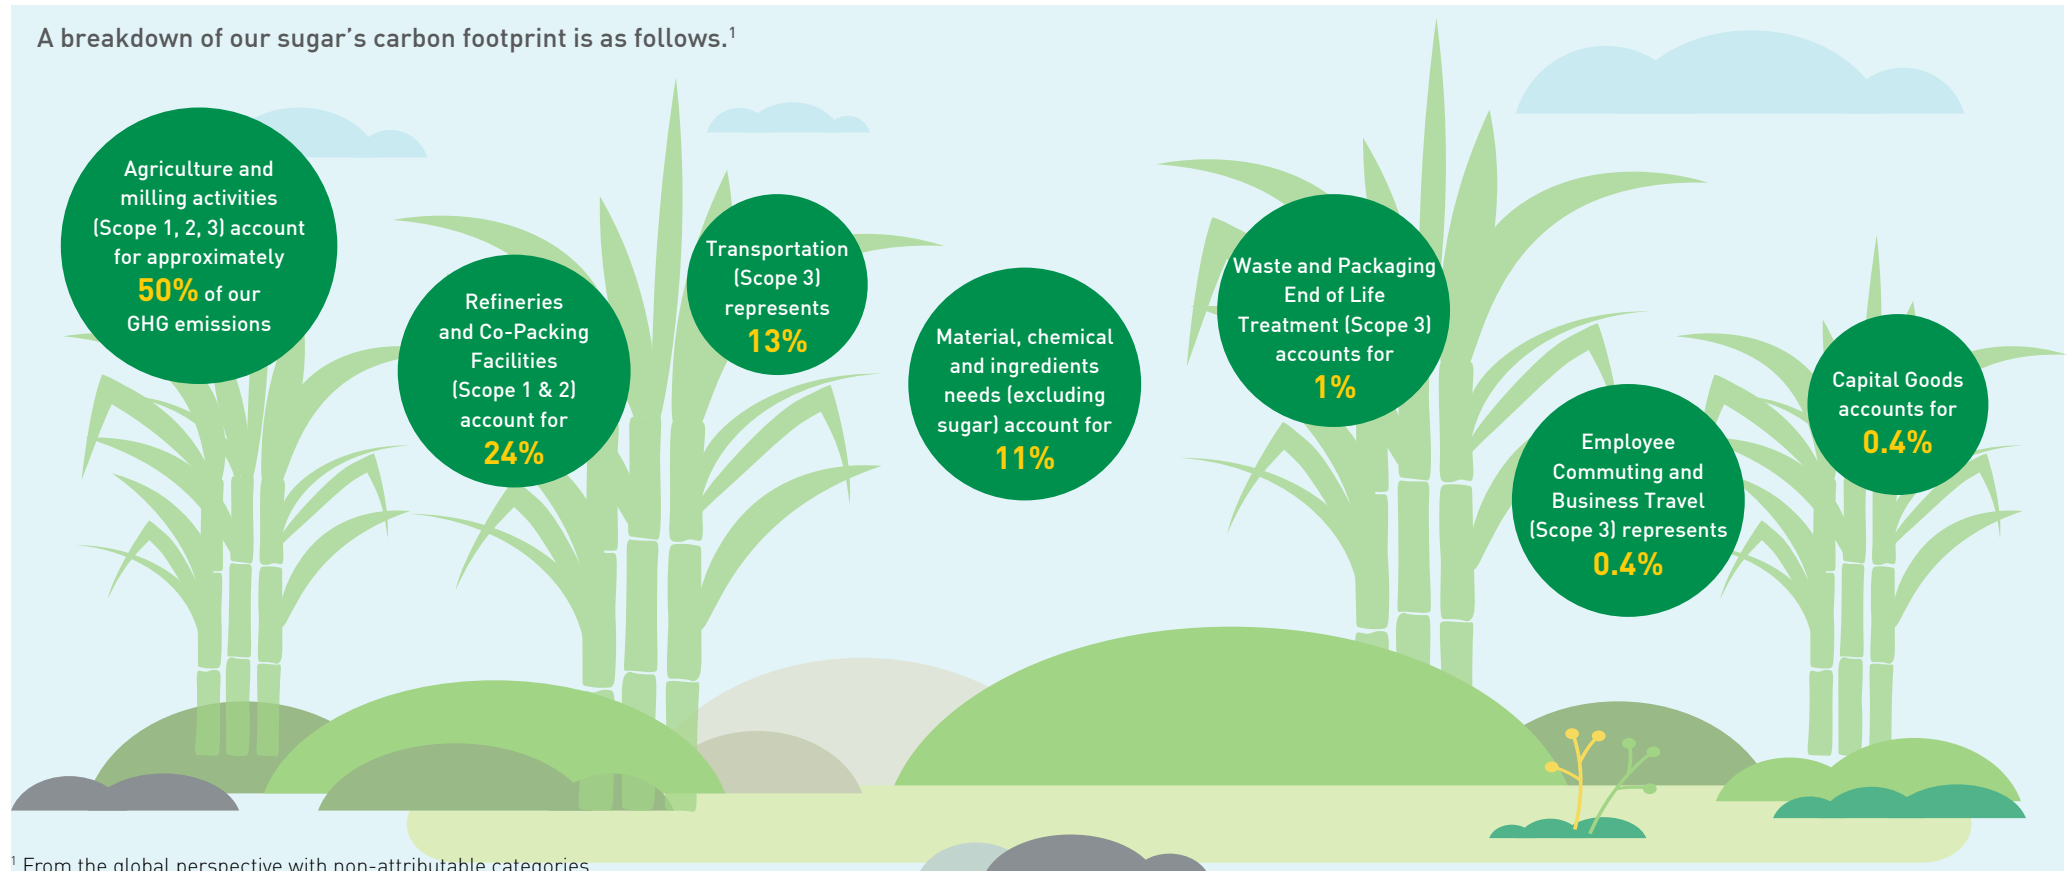 A breakdown of our sugar's carbon footprint is as follows.¹
Agriculture and
milling activities
(Scope 1, 2, 3) account
for approximately
50% of our
GHG emissions
Refineries
and Co-Packing
Facilities
(Scope 1 & 2)
account for
24%
Transportation
(Scope 3)
represents
13%
Material, chemical
and ingredients
needs (excluding
sugar) account for
11%
Waste and Packaging
End of Life
Treatment (Scope 3)
accounts for
1%
Employee
Commuting and
Business Travel
(Scope 3) represents
0.4%
Capital Goods
accounts for
0.4%
¹ From the global perspective with non-attributable categories